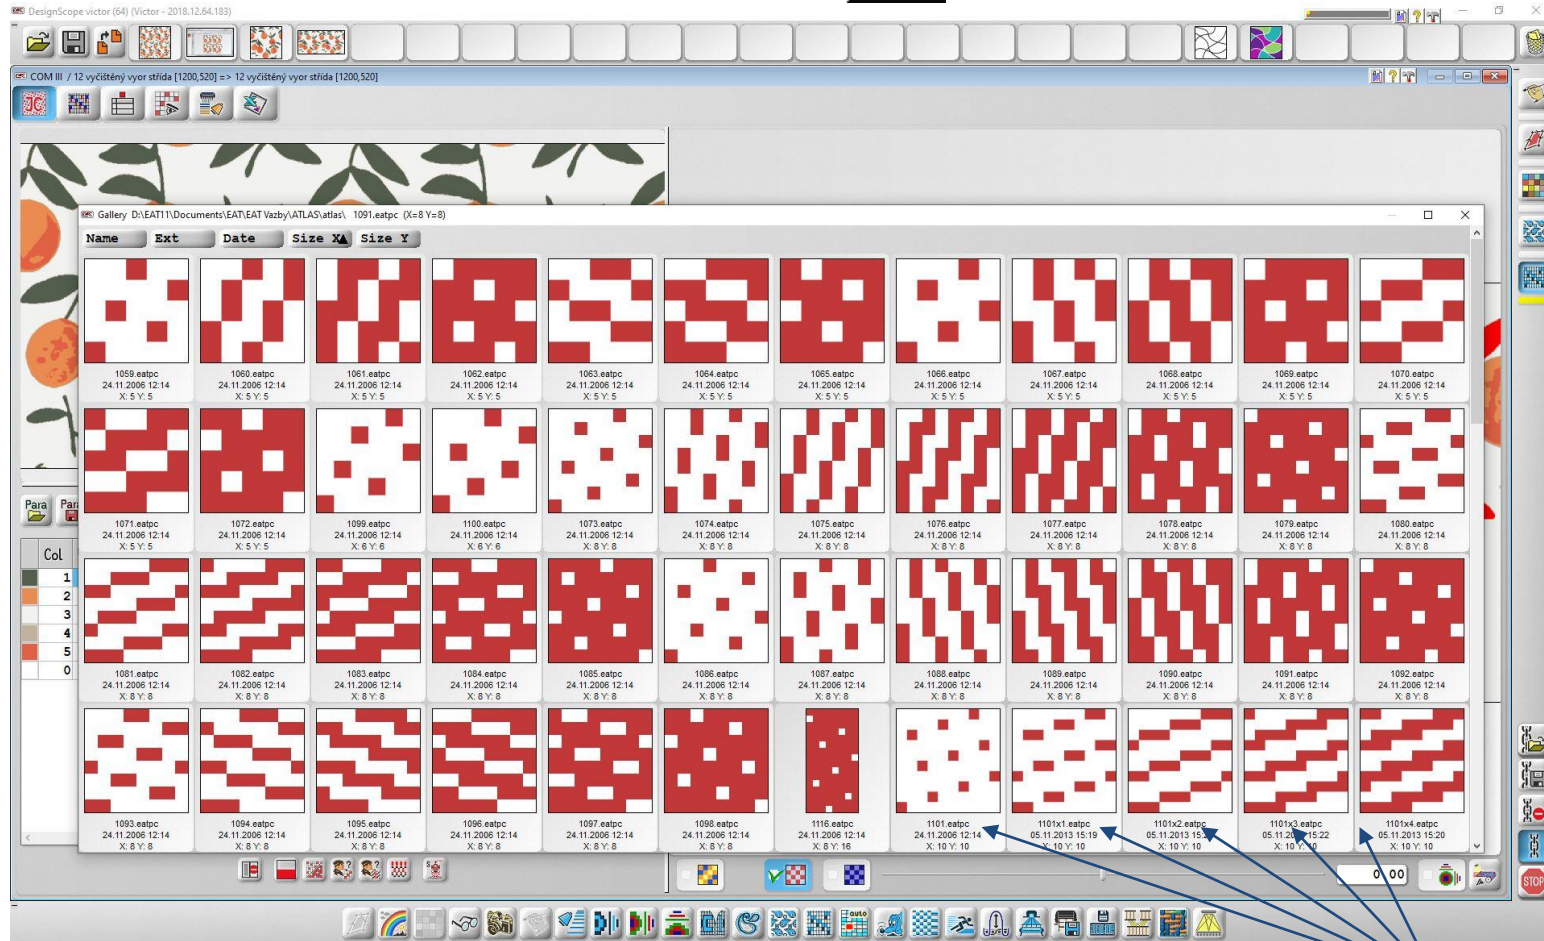 DesignScope victor (64) (Victor - 2018.12.64.183)
COM III / 12 vyčištěný vyor střída [1200,520] => 12 vyčištěný vyor střída [1200,520]
Gallery D:\EAT11\Documents\EAT\EAT Vazby\ATLAS\atlas\ 1091.eatpc (X=8 Y=8)
Name Ext Date Size X Size Y
1059.eatpc 1060.eatpc 1061.eatpc 1062.eatpc 1063.eatpc 1064.eatpc 1065.eatpc 1066.eatpc 1067.eatpc 1068.eatpc 1069.eatpc 1070.eatpc
24.11.2006 12:14 24.11.2006 12:14 24.11.2006 12:14 24.11.2006 12:14 24.11.2006 12:14 24.11.2006 12:14 24.11.2006 12:14 24.11.2006 12:14 24.11.2006 12:14 24.11.2006 12:14 24.11.2006 12:14 24.11.2006 12:14
X: 5 Y: 5 X: 5 Y: 5 X: 5 Y: 5 X: 5 Y: 5 X: 5 Y: 5 X: 5 Y: 5 X: 5 Y: 5 X: 5 Y: 5 X: 5 Y: 5 X: 5 Y: 5 X: 5 Y: 5 X: 5 Y: 5
1071.eatpc 1072.eatpc 1099.eatpc 1100.eatpc 1073.eatpc 1074.eatpc 1075.eatpc 1076.eatpc 1077.eatpc 1078.eatpc 1079.eatpc 1080.eatpc
24.11.2006 12:14 24.11.2006 12:14 24.11.2006 12:14 24.11.2006 12:14 24.11.2006 12:14 24.11.2006 12:14 24.11.2006 12:14 24.11.2006 12:14 24.11.2006 12:14 24.11.2006 12:14 24.11.2006 12:14 24.11.2006 12:14
X: 5 Y: 5 X: 5 Y: 5 X: 6 Y: 6 X: 6 Y: 6 X: 8 Y: 8 X: 8 Y: 8 X: 8 Y: 8 X: 8 Y: 8 X: 8 Y: 8 X: 8 Y: 8 X: 8 Y: 8 X: 8 Y: 8
Para Para
Col
1
2
3
4
5
0
1081.eatpc 1082.eatpc 1083.eatpc 1084.eatpc 1085.eatpc 1086.eatpc 1087.eatpc 1088.eatpc 1089.eatpc 1090.eatpc 1091.eatpc 1092.eatpc
24.11.2006 12:14 24.11.2006 12:14 24.11.2006 12:14 24.11.2006 12:14 24.11.2006 12:14 24.11.2006 12:14 24.11.2006 12:14 24.11.2006 12:14 24.11.2006 12:14 24.11.2006 12:14 24.11.2006 12:14 24.11.2006 12:14
X: 8 Y: 8 X: 8 Y: 8 X: 8 Y: 8 X: 8 Y: 8 X: 8 Y: 8 X: 8 Y: 8 X: 8 Y: 8 X: 8 Y: 8 X: 8 Y: 8 X: 8 Y: 8 X: 8 Y: 8 X: 8 Y: 8
1093.eatpc 1094.eatpc 1095.eatpc 1096.eatpc 1097.eatpc 1098.eatpc 1116.eatpc 1101.eatpc 1101x1.eatpc 1101x2.eatpc 1101x3.eatpc 1101x4.eatpc
24.11.2006 12:14 24.11.2006 12:14 24.11.2006 12:14 24.11.2006 12:14 24.11.2006 12:14 24.11.2006 12:14 24.11.2006 12:14 24.11.2006 12:14 05.11.2013 15:19 05.11.2013 15:20 05.11.2013 15:22 05.11.2013 15:20
X: 8 Y: 8 X: 8 Y: 8 X: 8 Y: 8 X: 8 Y: 8 X: 8 Y: 8 X: 8 Y: 8 X: 8 Y: 16 X: 10 Y: 10 X: 10 Y: 10 X: 10 Y: 10 X: 10 Y: 10 X: 10 Y: 10
STOP
auto